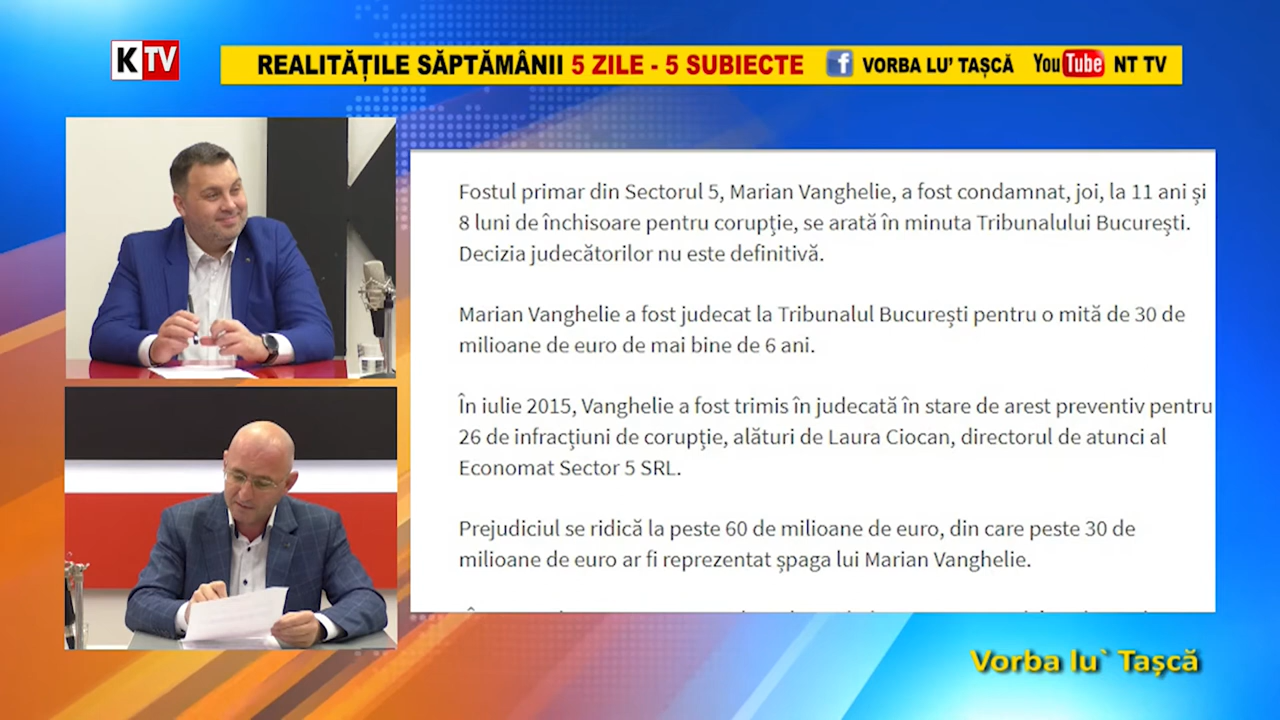 KTV
REALITĂȚILE SĂPTĂMÂNII 5 ZILE - 5 SUBIECTE f VORBA LU' TAȘCĂ YouTube NT TV
Fostul primar din Sectorul 5, Marian Vanghelie, a fost condamnat, joi, la 11 ani și
8 luni de închisoare pentru corupție, se arată în minuta Tribunalului București.
Decizia judecătorilor nu este definitivă.
Marian Vanghelie a fost judecat la Tribunalul București pentru o mită de 30 de
milioane de euro de mai bine de 6 ani.
În iulie 2015, Vanghelie a fost trimis în judecată în stare de arest preventiv pentru
26 de infracțiuni de corupție, alături de Laura Ciocan, directorul de atunci al
Economat Sector 5 SRL.
Prejudiciul se ridică la peste 60 de milioane de euro, din care peste 30 de
milioane de euro ar fi reprezentat șpaga lui Marian Vanghelie.
Vorba lu` Tașcă